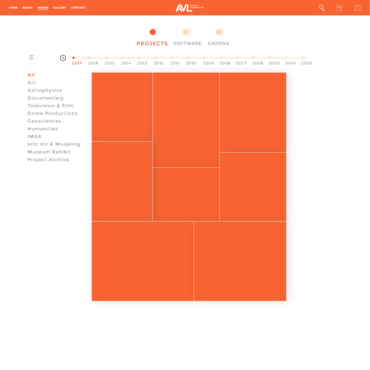 HOME ABOUT WORKS GALLERY CONTACT
AVL
PROJECTS SOFTWARE CADENS
2017 2016 2015 2014 2013 2012 2011 2010 2009 2008 2006 2005 2004 2002
All
Art
Astrophysics
Documentary
Television & Film
Dome Productions
Geosciences
Humanities
IMAX
Info Viz & Modeling
Museum Exhibit
Project Archive